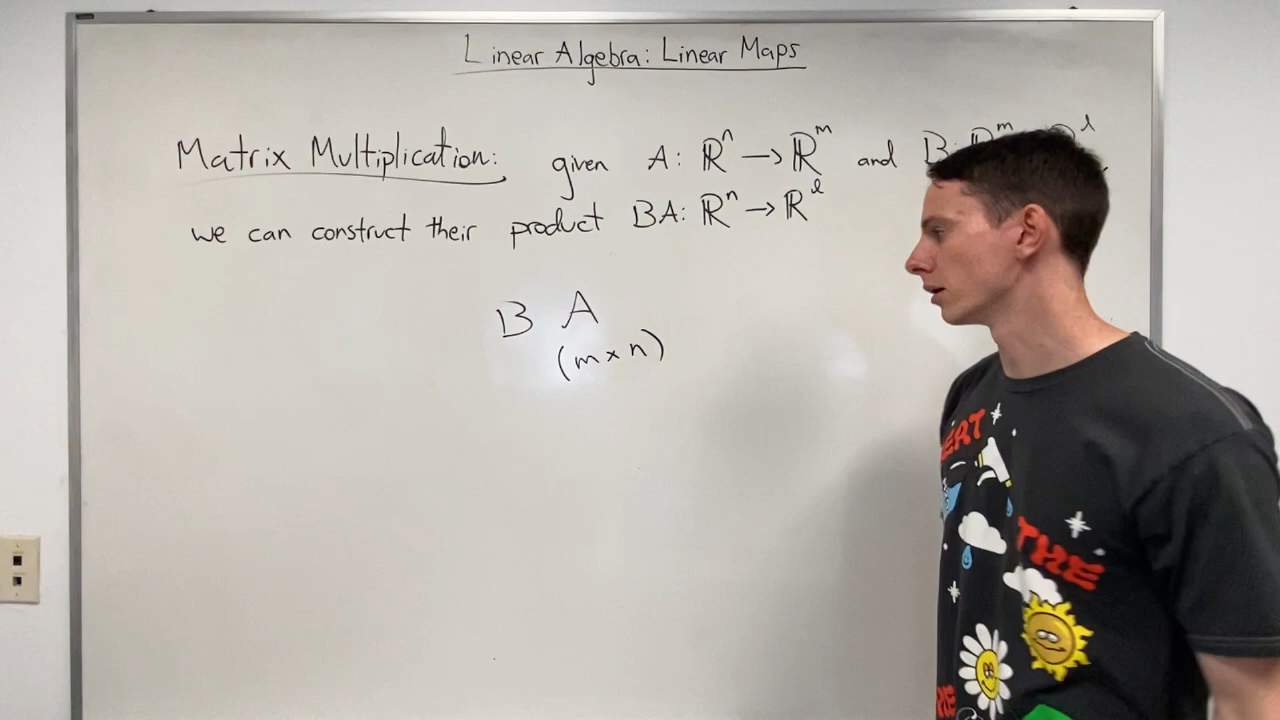 Linear Algebra: Linear Maps
Matrix Multiplication: given A: ℝⁿ → ℝᵐ and B: ℝᵐ ℝˡ
we can construct their product BA: ℝⁿ → ℝˡ
B A
(m × n)
THE